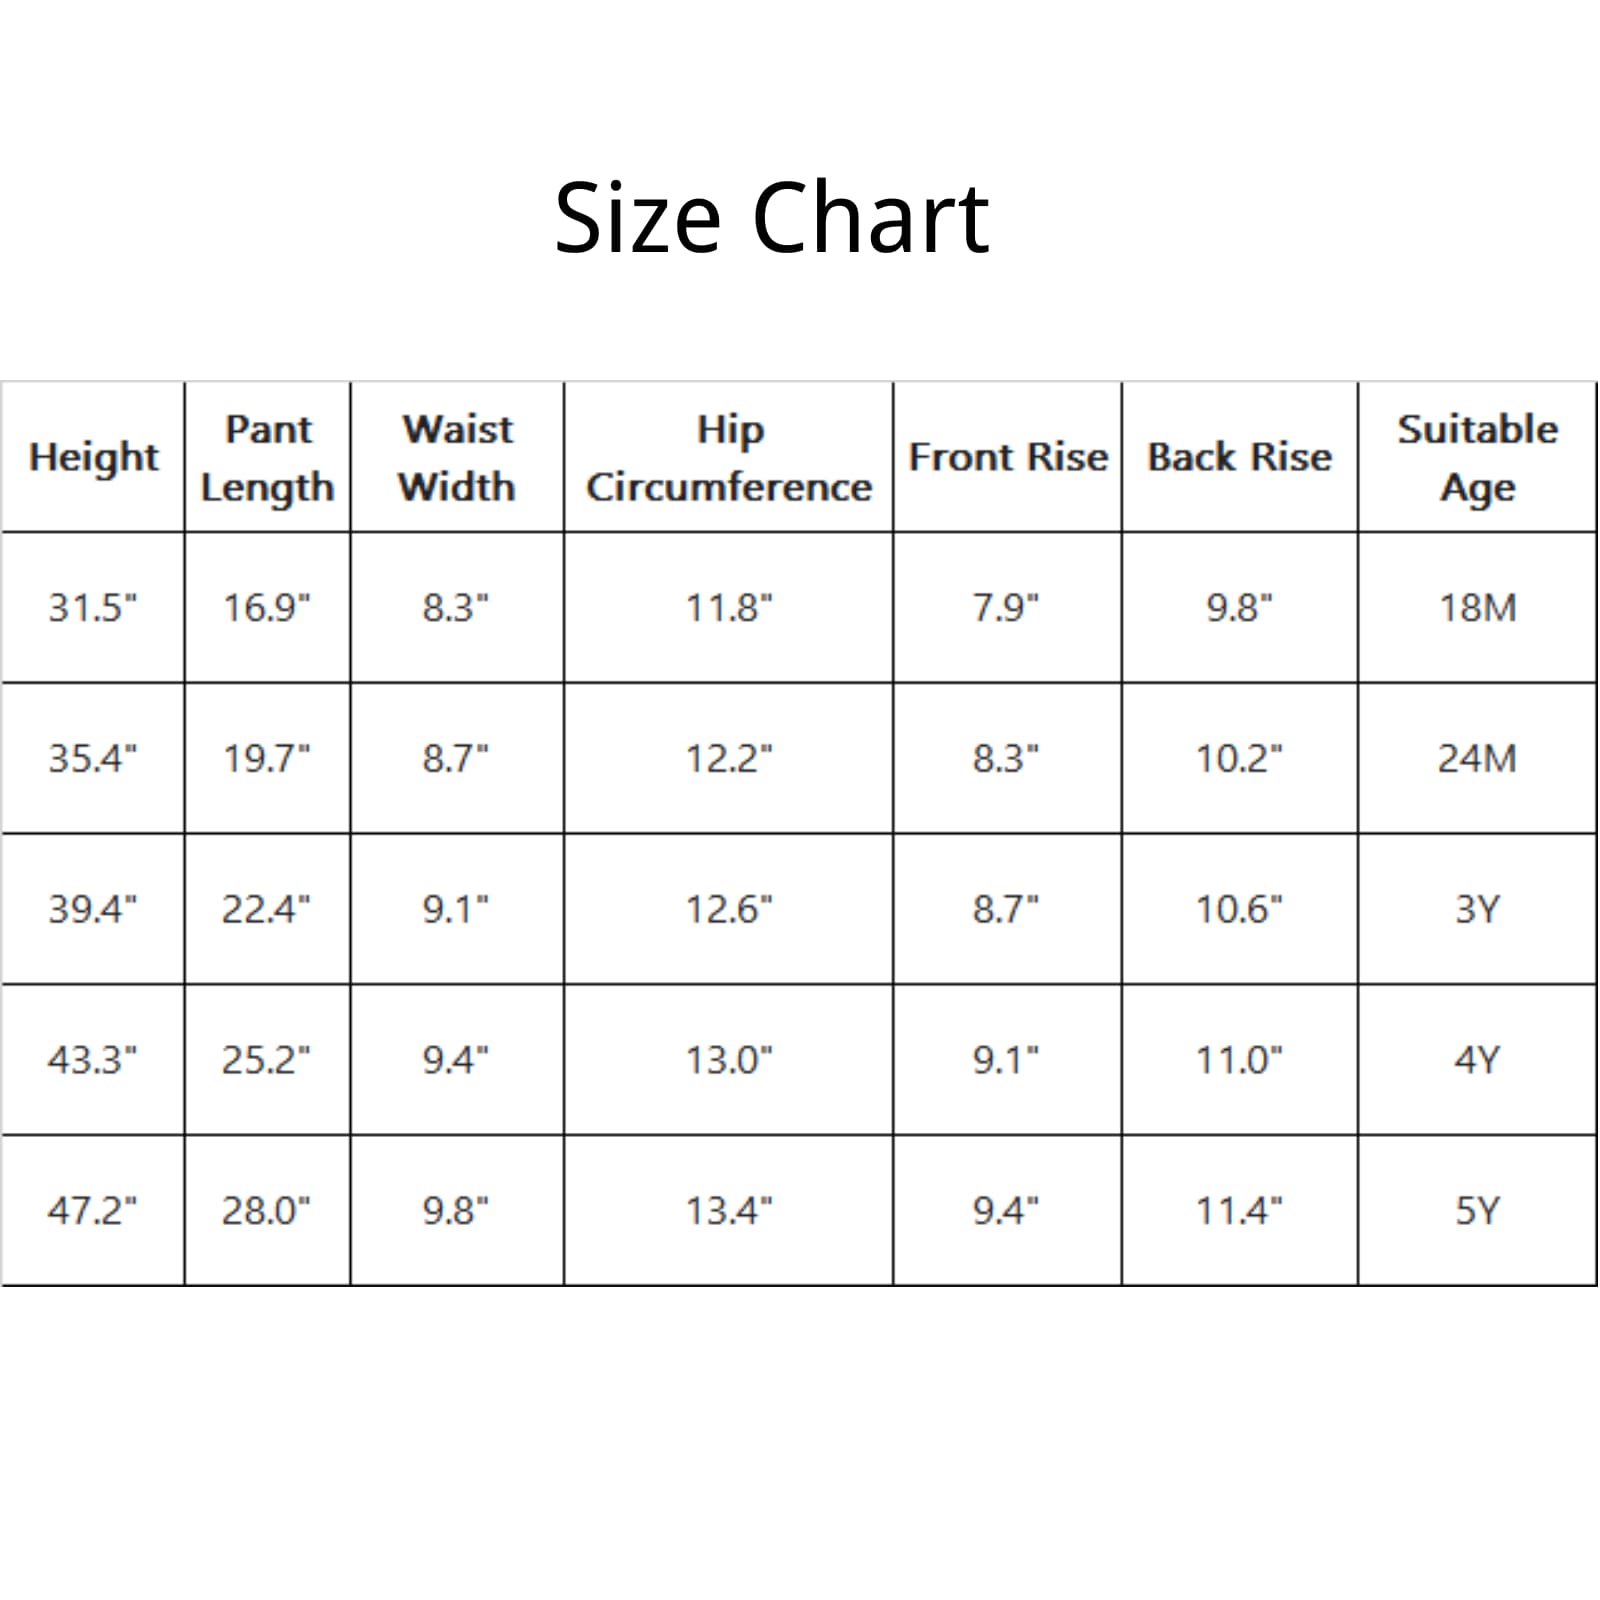 Size Chart
Height Pant Length Waist Width Hip Circumference Front Rise Back Rise Suitable Age
31.5" 16.9" 8.3" 11.8" 7.9" 9.8" 18M
35.4" 19.7" 8.7" 12.2" 8.3" 10.2" 24M
39.4" 22.4" 9.1" 12.6" 8.7" 10.6" 3Y
43.3" 25.2" 9.4" 13.0" 9.1" 11.0" 4Y
47.2" 28.0" 9.8" 13.4" 9.4" 11.4" 5Y